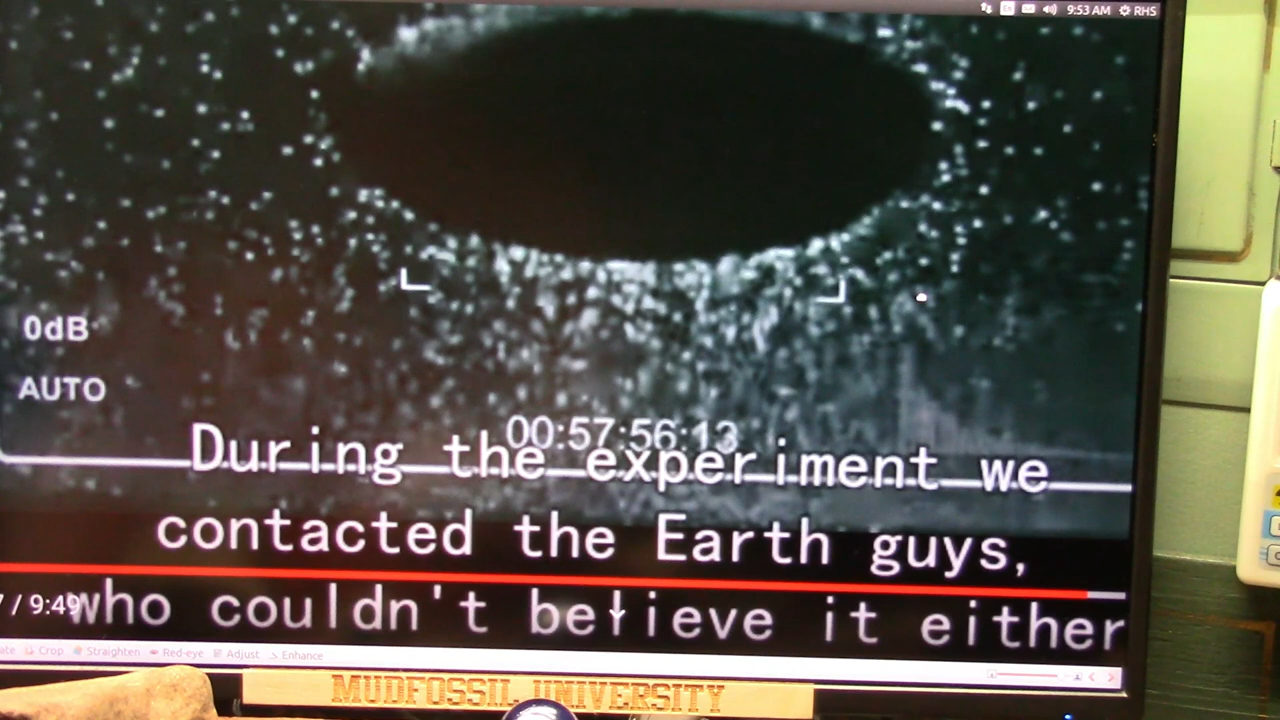 En 9:53 AM RHS
0dB
AUTO
00:57:56:13
During the experiment we
contacted the Earth guys,
/ 9:49
who couldn't believe it either
Crop Straighten Red-eye Adjust Enhance
MUDFOSSIL UNIVERSITY